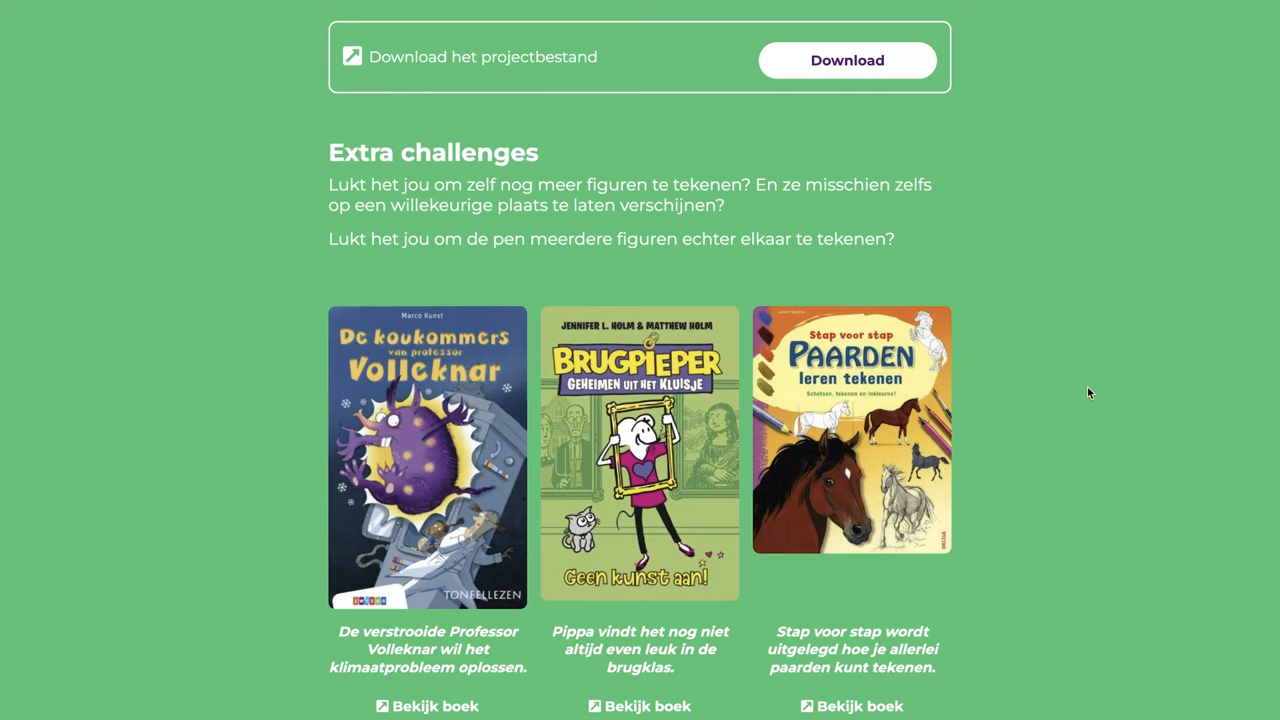 Download het projectbestand
Download
Extra challenges
Lukt het jou om zelf nog meer figuren te tekenen? En ze misschien zelfs
op een willekeurige plaats te laten verschijnen?
Lukt het jou om de pen meerdere figuren echter elkaar te tekenen?
Marco Kunst
De koukommers
van professor
Volleknar
TONEELLEZEN
JENNIFER L. HOLM & MATTHEW HOLM
BRUGPIEPER
GEHEIMEN UIT HET KLUISJE
Geen kunst aan!
Stap voor stap
PAARDEN
leren tekenen
Schetsen, tekenen en inkleuren!
De verstrooide Professor
Volleknar wil het
klimaatprobleem oplossen.
Bekijk boek
Pippa vindt het nog niet
altijd even leuk in de
brugklas.
Bekijk boek
Stap voor stap wordt
uitgelegd hoe je allerlei
paarden kunt tekenen.
Bekijk boek